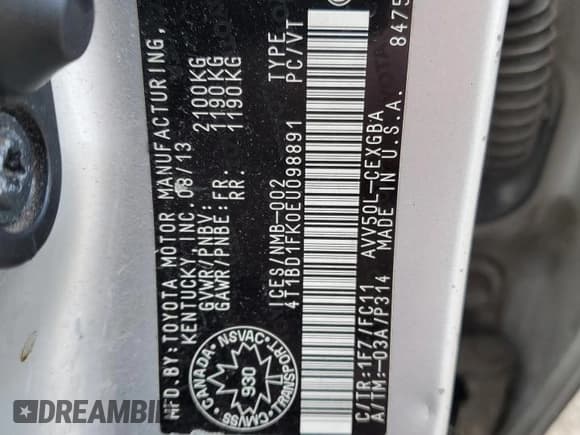 MFD.BY:TOYOTA MOTOR MANUFACTURING,
KENTUCKY, INC. 08/13
GVWR/PNBV: 2100KG
GAWR/PNBE:FR. 1190KG
RR. 1190KG
ICES/NMB-002
4T1BD1FK0EU098891 TYPE
PC/VT
CANADA NSVAC
930
CMVSS TRANSPORT
C/TR:1F7/FC11 AVV50L-CEXGBA
A/TM:-03A/P314 MADE IN U.S.A.
8475
DREAMBI